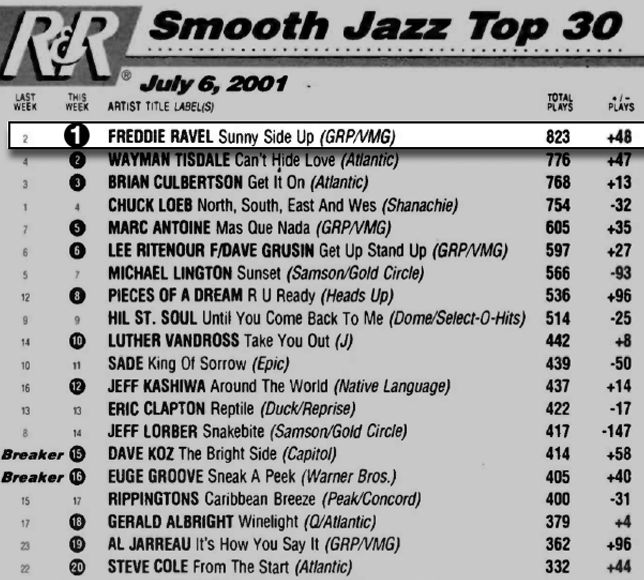 R&R Smooth Jazz Top 30
® July 6, 2001
LAST WEEK THIS WEEK ARTIST TITLE LABEL(S) TOTAL PLAYS +/- PLAYS
2 1 FREDDIE RAVEL Sunny Side Up (GRP/VMG) 823 +48
4 2 WAYMAN TISDALE Can't Hide Love (Atlantic) 776 +47
3 3 BRIAN CULBERTSON Get It On (Atlantic) 768 +13
1 4 CHUCK LOEB North, South, East And Wes (Shanachie) 754 -32
7 5 MARC ANTOINE Mas Que Nada (GRP/VMG) 605 +35
6 6 LEE RITENOUR F/DAVE GRUSIN Get Up Stand Up (GRP/VMG) 597 +27
5 7 MICHAEL LINGTON Sunset (Samson/Gold Circle) 566 -93
12 8 PIECES OF A DREAM R U Ready (Heads Up) 536 +96
9 9 HIL ST. SOUL Until You Come Back To Me (Dome/Select-O-Hits) 514 -25
14 10 LUTHER VANDROSS Take You Out (J) 442 +8
10 11 SADE King Of Sorrow (Epic) 439 -50
16 12 JEFF KASHIWA Around The World (Native Language) 437 +14
13 13 ERIC CLAPTON Reptile (Duck/Reprise) 422 -17
8 14 JEFF LORBER Snakebite (Samson/Gold Circle) 417 -147
Breaker 15 DAVE KOZ The Bright Side (Capitol) 414 +58
Breaker 16 EUGE GROOVE Sneak A Peek (Warner Bros.) 405 +40
15 17 RIPPINGTONS Caribbean Breeze (Peak/Concord) 400 -31
17 18 GERALD ALBRIGHT Winelight (Q/Atlantic) 379 +4
23 19 AL JARREAU It's How You Say It (GRP/VMG) 362 +96
22 20 STEVE COLE From The Start (Atlantic) 332 +44